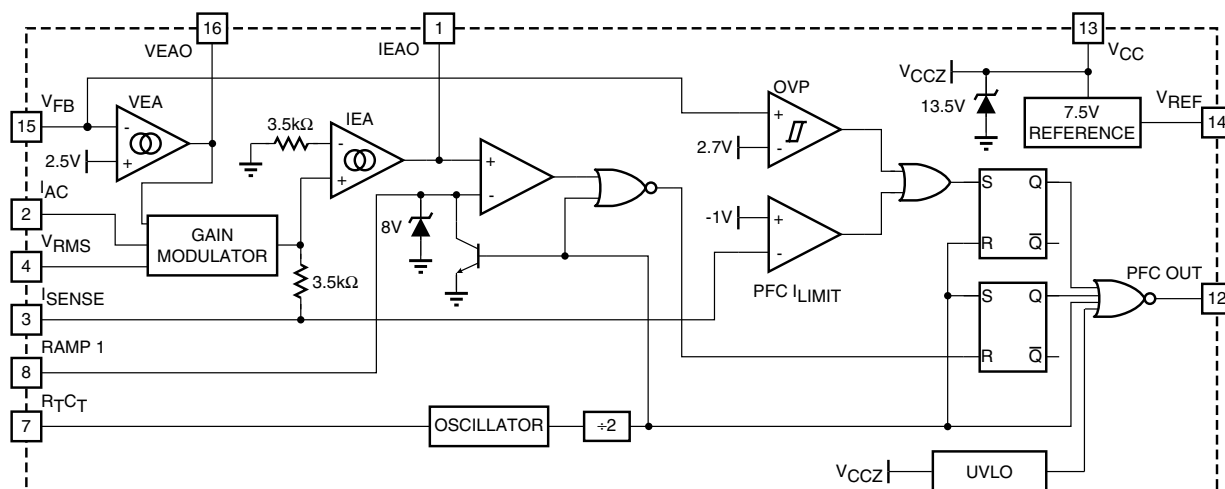 16
VEAO
1
IEAO
13
VCC
VFB
15
VEA
-
+
2.5V
3.5kΩ
IEA
-
+
+
-
OVP
+
-
2.7V
VCCZ
13.5V
7.5V
REFERENCE
VREF
14
IAC
2
VRMS
4
GAIN
MODULATOR
3.5kΩ
8V
-1V
+
-
PFC ILIMIT
S
Q
R
Q
S
Q
R
Q
PFC OUT
12
ISENSE
3
RAMP 1
8
RTCT
7
OSCILLATOR
÷2
VCCZ
UVLO